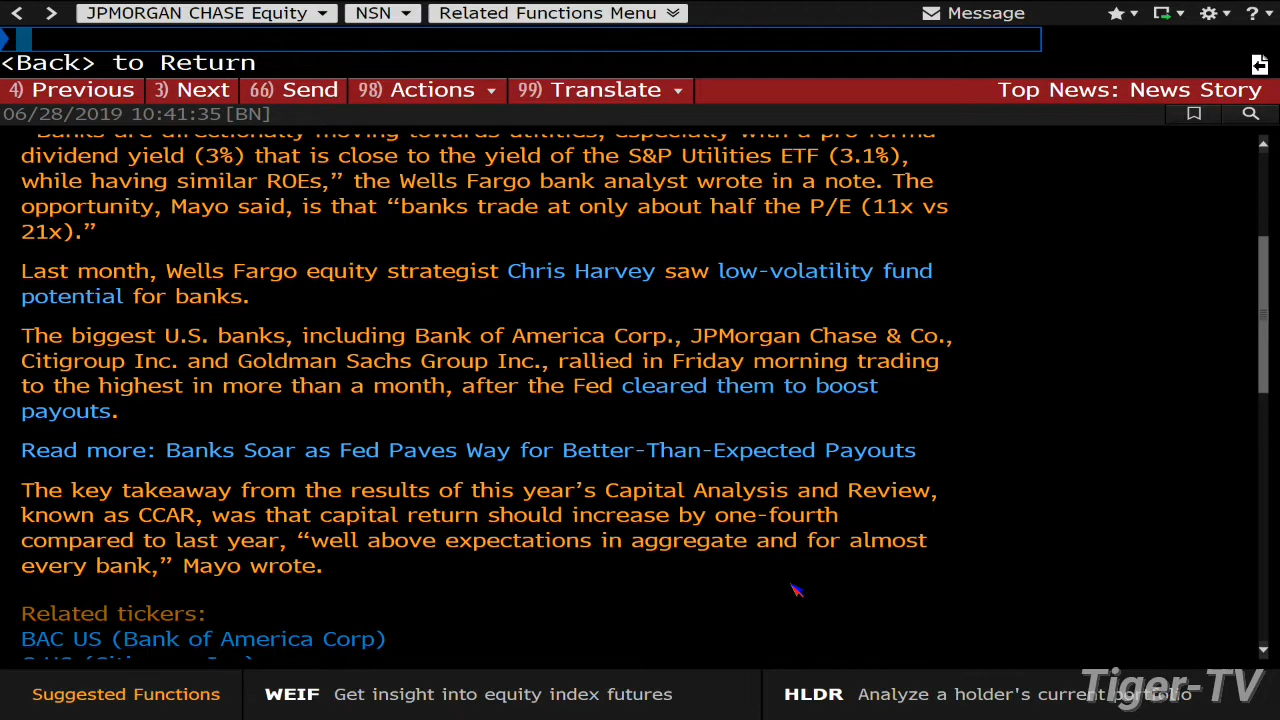 JPMORGAN CHASE Equity NSN Related Functions Menu Message
<Back> to Return
4) Previous 3) Next 66) Send 98) Actions 99) Translate Top News: News Story
06/28/2019 10:41:35 [BN]
"Banks are directionally moving towards utilities, especially with a pro forma
dividend yield (3%) that is close to the yield of the S&P Utilities ETF (3.1%),
while having similar ROEs,” the Wells Fargo bank analyst wrote in a note. The
opportunity, Mayo said, is that “banks trade at only about half the P/E (11x vs
21x).”
Last month, Wells Fargo equity strategist Chris Harvey saw low-volatility fund
potential for banks.
The biggest U.S. banks, including Bank of America Corp., JPMorgan Chase & Co.,
Citigroup Inc. and Goldman Sachs Group Inc., rallied in Friday morning trading
to the highest in more than a month, after the Fed cleared them to boost
payouts.
Read more: Banks Soar as Fed Paves Way for Better-Than-Expected Payouts
The key takeaway from the results of this year’s Capital Analysis and Review,
known as CCAR, was that capital return should increase by one-fourth
compared to last year, “well above expectations in aggregate and for almost
every bank,” Mayo wrote.
Related tickers:
BAC US (Bank of America Corp)
Suggested Functions WEIF Get insight into equity index futures HLDR Analyze a holder's current portfolio
Tiger-TV